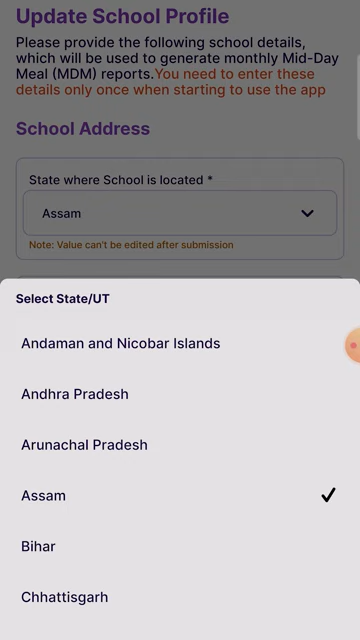 Update School Profile
Please provide the following school details,
which will be used to generate monthly Mid-Day
Meal (MDM) reports.You need to enter these
details only once when starting to use the app
School Address
State where School is located *
Assam
Note: Value can't be edited after submission
Select State/UT
Andaman and Nicobar Islands
Andhra Pradesh
Arunachal Pradesh
Assam
Bihar
Chhattisgarh